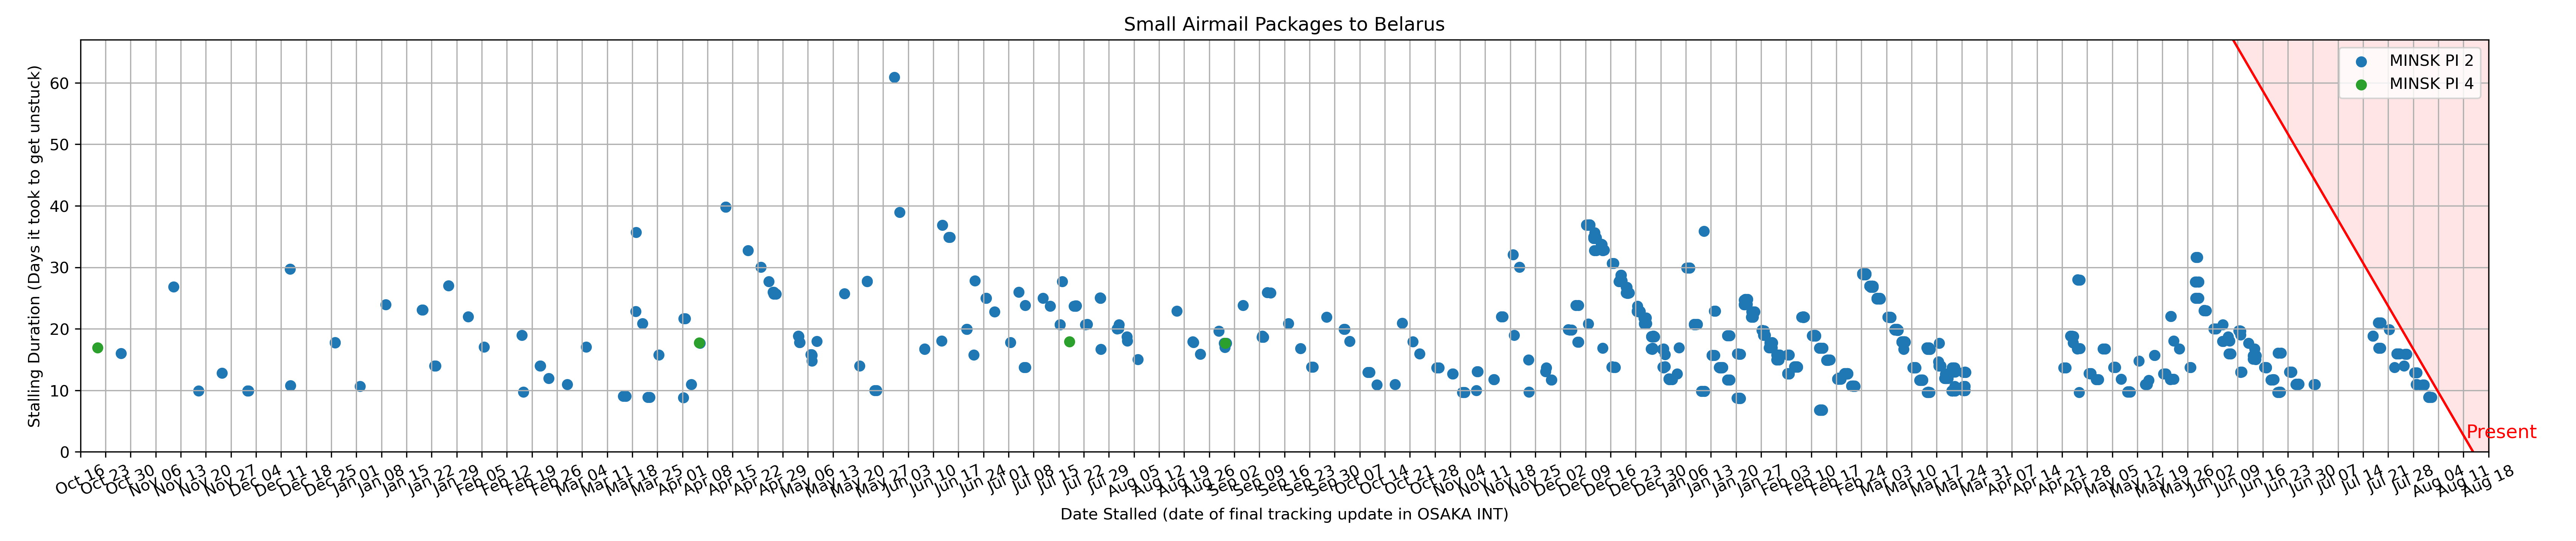 Small Airmail Packages to Belarus
MINSK PI 2
MINSK PI 4
Stalling Duration (Days it took to get unstuck)
60
50
40
30
20
10
0
Present
Oct 16 Oct 23 Oct 30 Nov 06 Nov 13 Nov 20 Nov 27 Dec 04 Dec 11 Dec 18 Dec 25 Jan 01 Jan 08 Jan 15 Jan 22 Jan 29 Feb 05 Feb 12 Feb 19 Feb 26 Mar 04 Mar 11 Mar 18 Mar 25 Apr 01 Apr 08 Apr 15 Apr 22 Apr 29 May 06 May 13 May 20 May 27 Jun 03 Jun 10 Jun 17 Jun 24 Jul 01 Jul 08 Jul 15 Jul 22 Jul 29 Aug 05 Aug 12 Aug 19 Aug 26 Sep 02 Sep 09 Sep 16 Sep 23 Sep 30 Oct 07 Oct 14 Oct 21 Oct 28 Nov 04 Nov 11 Nov 18 Nov 25 Dec 02 Dec 09 Dec 16 Dec 23 Dec 30 Jan 06 Jan 13 Jan 20 Jan 27 Feb 03 Feb 10 Feb 17 Feb 24 Mar 03 Mar 10 Mar 17 Mar 24 Mar 31 Apr 07 Apr 14 Apr 21 Apr 28 May 05 May 12 May 19 May 26 Jun 02 Jun 09 Jun 16 Jun 23 Jun 30 Jul 07 Jul 14 Jul 21 Jul 28 Aug 04 Aug 11 Aug 18
Date Stalled (date of final tracking update in OSAKA INT)